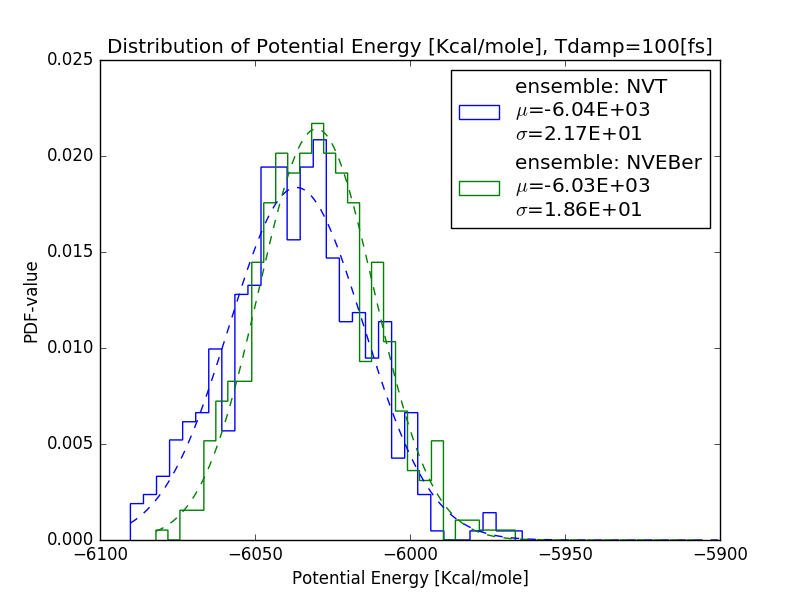 Distribution of Potential Energy [Kcal/mole], Tdamp=100[fs]
0.025
0.020
0.015
0.010
0.005
0.000
PDF-value
ensemble: NVT
μ=-6.04E+03
σ=2.17E+01
ensemble: NVEBer
μ=-6.03E+03
σ=1.86E+01
−6100 −6050 −6000 −5950 −5900
Potential Energy [Kcal/mole]